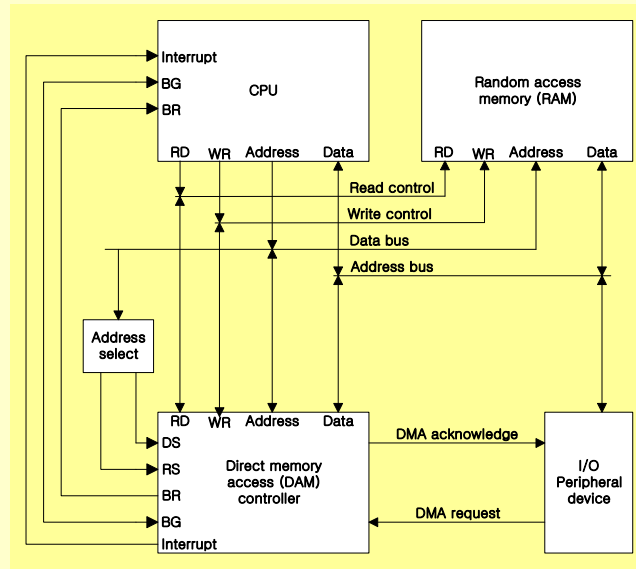 Interrupt
BG
BR
CPU
RD WR Address Data
Random access
memory (RAM)
RD WR Address Data
Read control
Write control
Data bus
Address bus
Address
select
RD WR Address Data
DS
RS
BR
BG
Interrupt
Direct memory
access (DAM)
controller
DMA acknowledge
DMA request
I/O
Peripheral
device